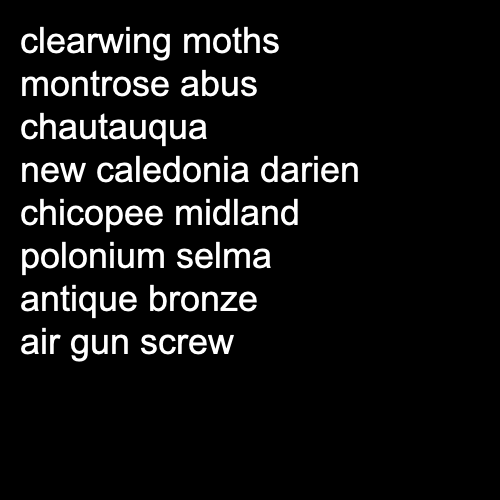 clearwing moths
montrose abus
chautauqua
new caledonia darien
chicopee midland
polonium selma
antique bronze
air gun screw